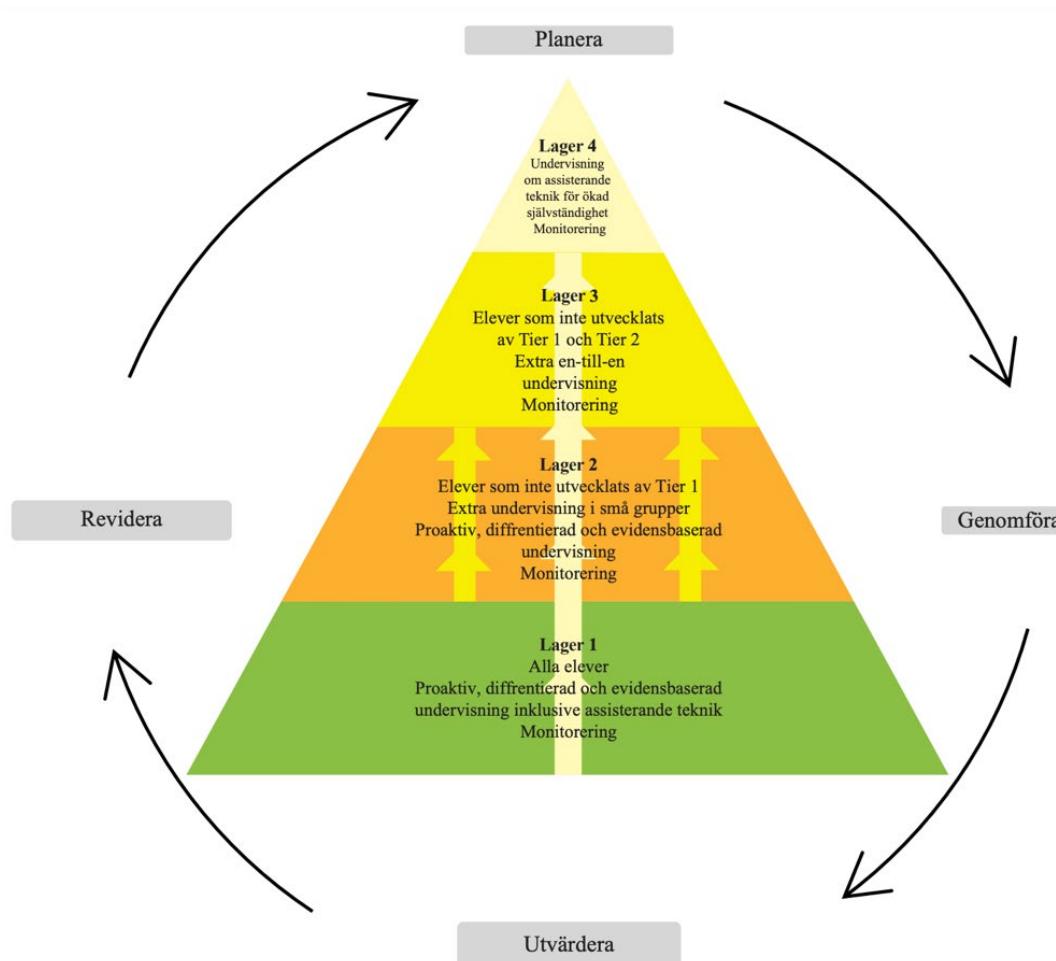 Planera
Lager 4
Undervisning
om assisterande
teknik för ökad
självständighet
Monitorering
Lager 3
Elever som inte utvecklats
av Tier 1 och Tier 2
Extra en-till-en
undervisning
Monitorering
Lager 2
Elever som inte utvecklats av Tier 1
Extra undervisning i små grupper
Proaktiv, diffrentierad och evidensbaserad
undervisning
Monitorering
Revidera
Genomföra
Lager 1
Alla elever
Proaktiv, diffrentierad och evidensbaserad
undervisning inklusive assisterande teknik
Monitorering
Utvärdera